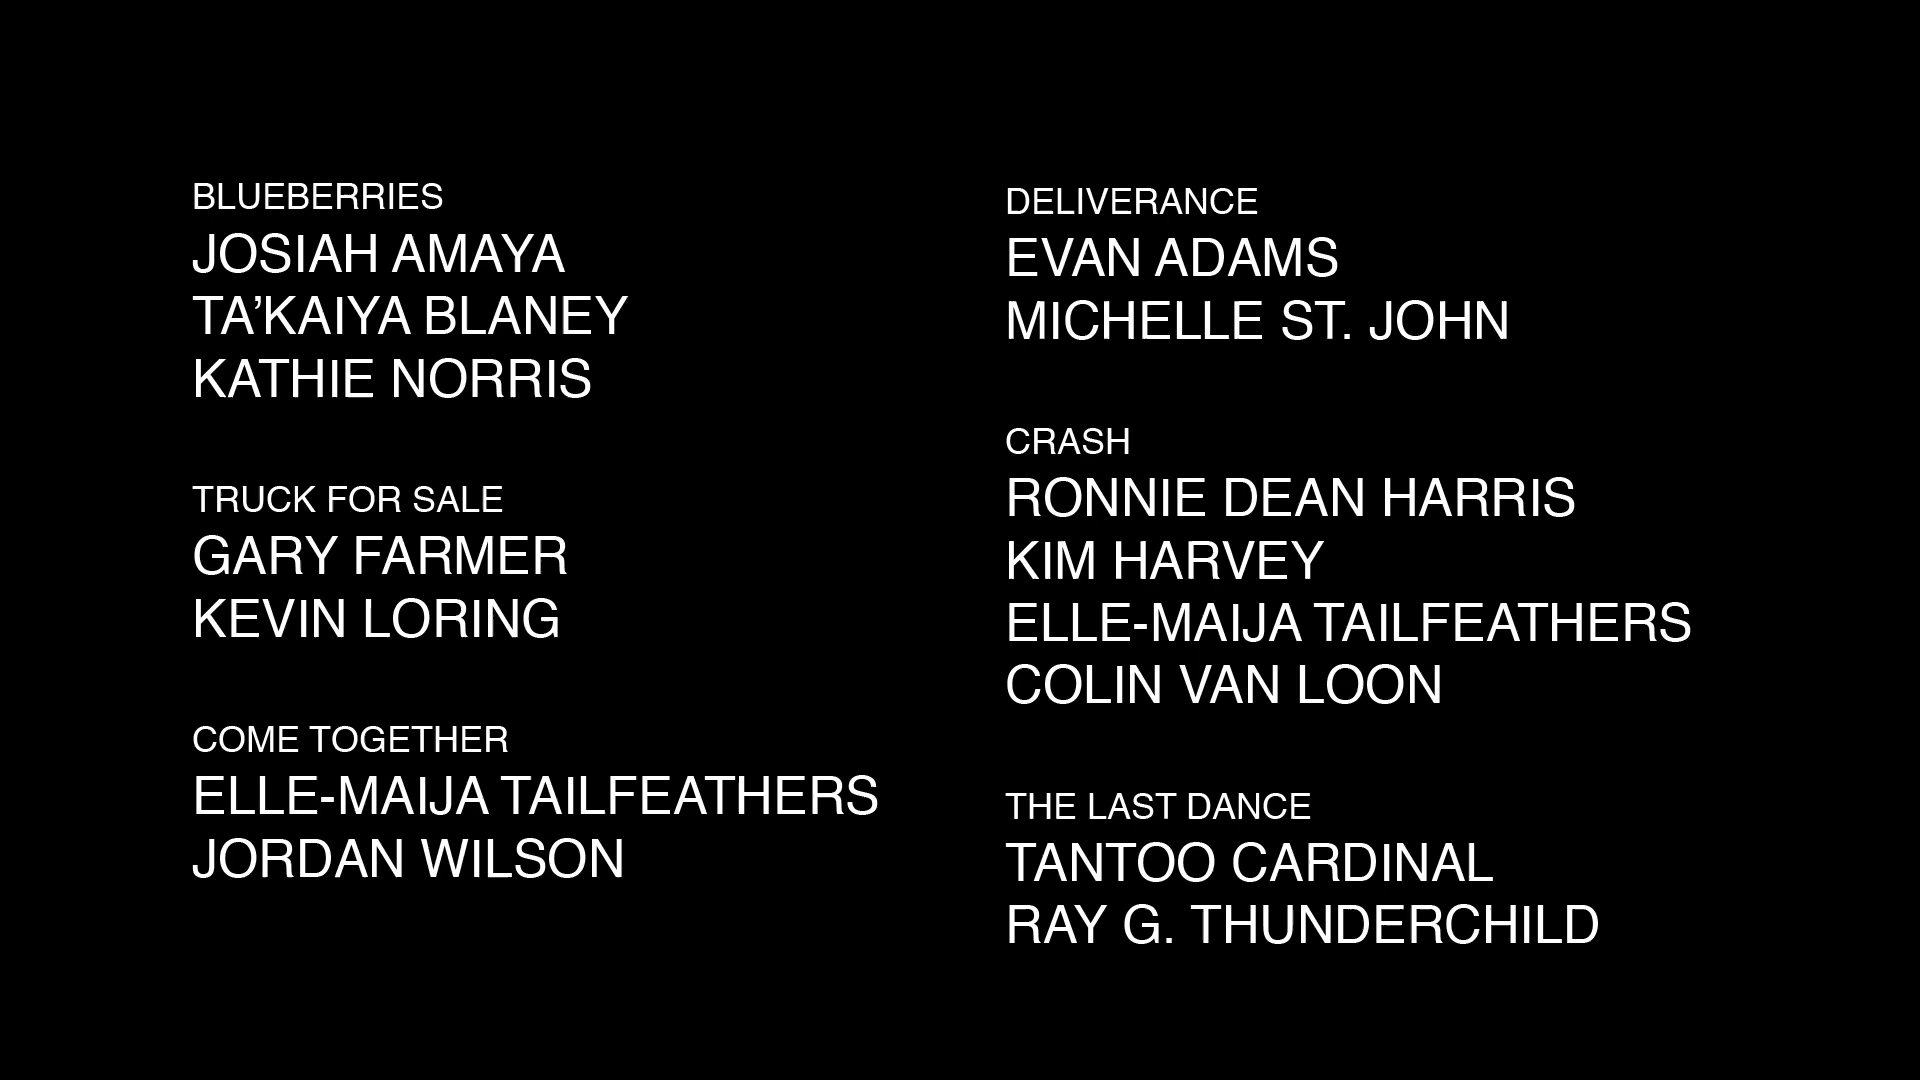 BLUEBERRIES
JOSIAH AMAYA
TA’KAIYA BLANEY
KATHIE NORRIS
TRUCK FOR SALE
GARY FARMER
KEVIN LORING
COME TOGETHER
ELLE-MAIJA TAILFEATHERS
JORDAN WILSON
DELIVERANCE
EVAN ADAMS
MICHELLE ST. JOHN
CRASH
RONNIE DEAN HARRIS
KIM HARVEY
ELLE-MAIJA TAILFEATHERS
COLIN VAN LOON
THE LAST DANCE
TANTOO CARDINAL
RAY G. THUNDERCHILD